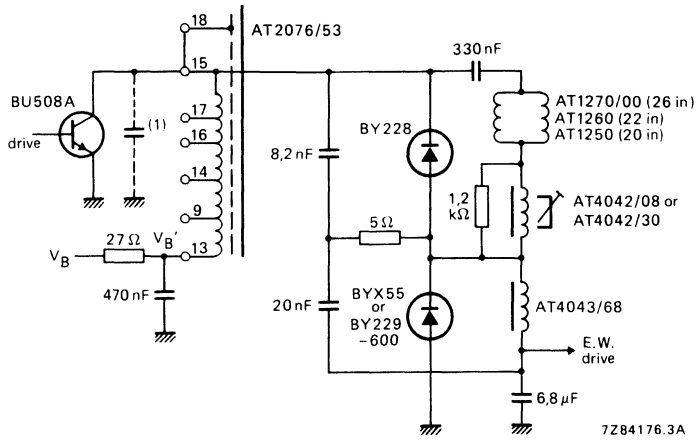 18
AT2076/53
15
330 nF
BU508A
drive
(1)
17
16
14
9
13
8,2 nF
BY228
AT1270/00 (26 in)
AT1260 (22 in)
AT1250 (20 in)
1,2
kΩ
AT4042/08 or
AT4042/30
5 Ω
V_B
27 Ω
V_B'
470 nF
20 nF
BYX55
or
BY229
-600
AT4043/68
E.W.
drive
6,8 µF
7Z84176.3A